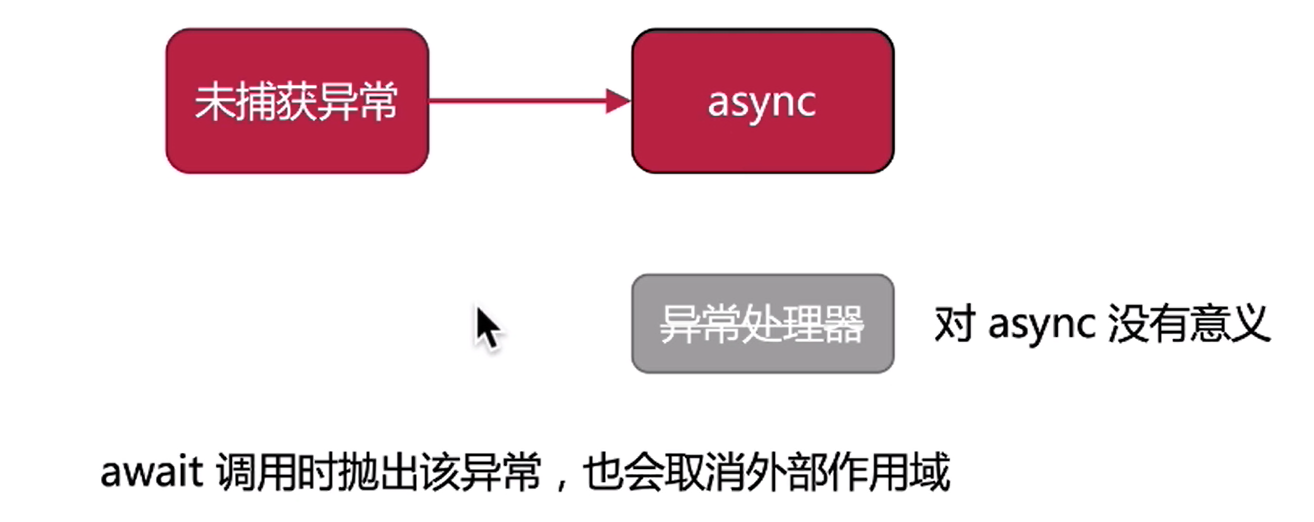 未捕获异常
async
异常处理器
对 async 没有意义
await 调用时抛出该异常，也会取消外部作用域